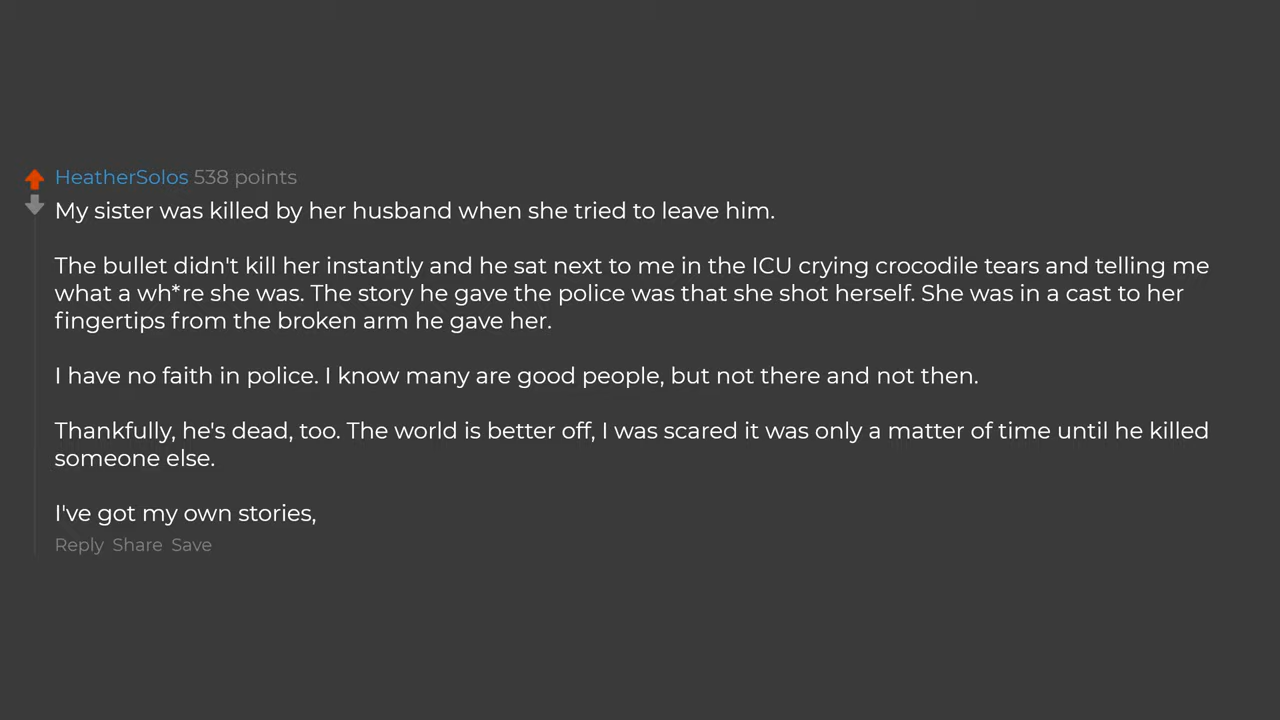 HeatherSolos 538 points
My sister was killed by her husband when she tried to leave him.
The bullet didn't kill her instantly and he sat next to me in the ICU crying crocodile tears and telling me
what a wh*re she was. The story he gave the police was that she shot herself. She was in a cast to her
fingertips from the broken arm he gave her.
I have no faith in police. I know many are good people, but not there and not then.
Thankfully, he's dead, too. The world is better off, I was scared it was only a matter of time until he killed
someone else.
I've got my own stories,
Reply Share Save